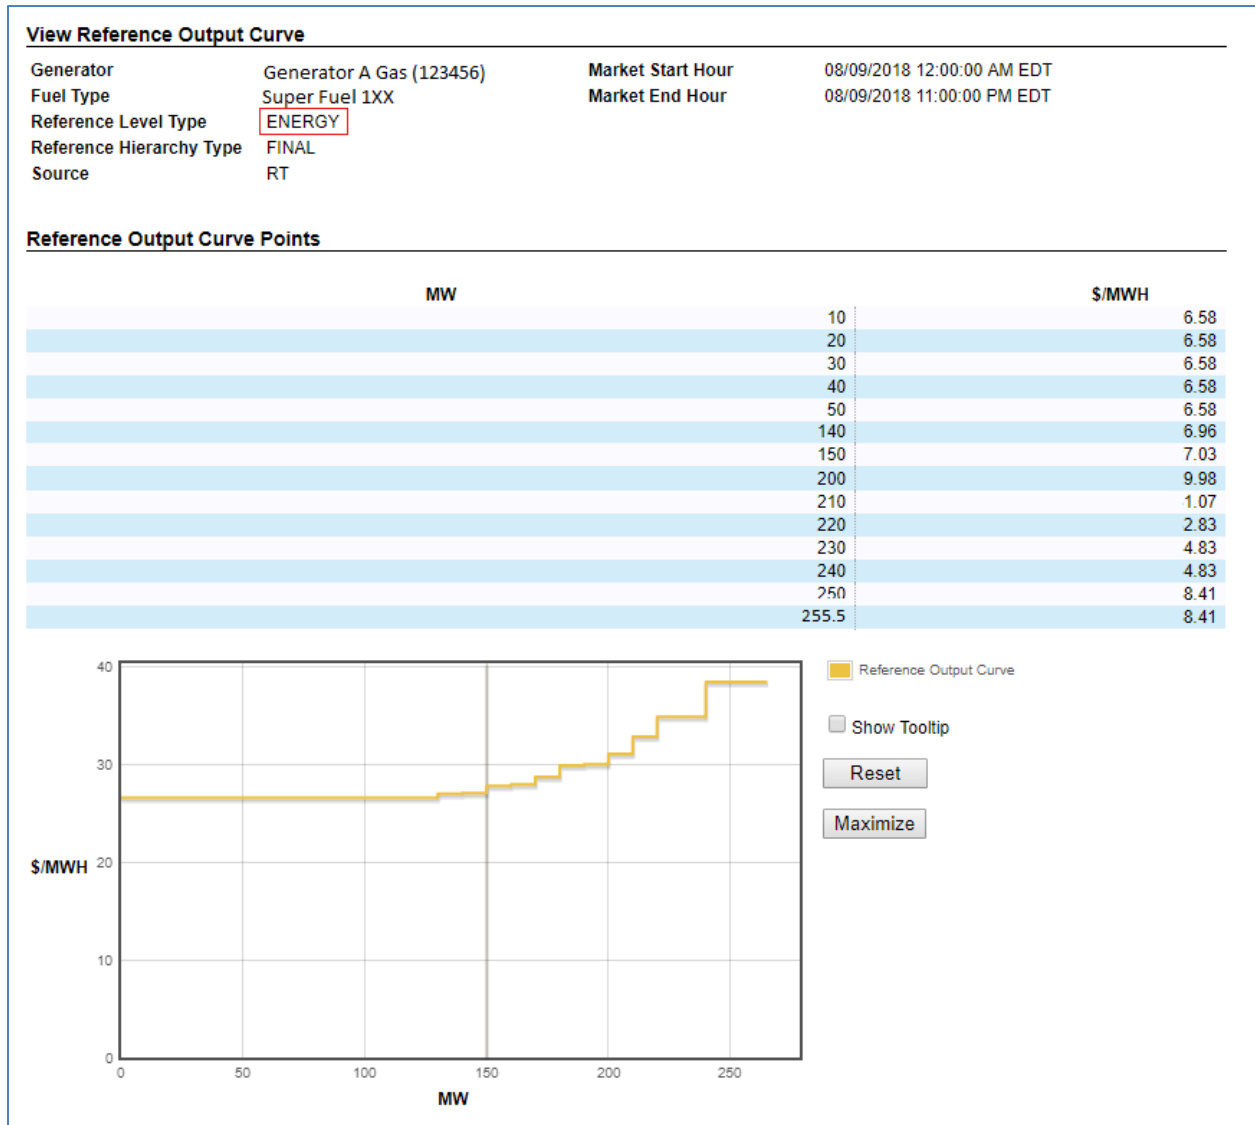 View Reference Output Curve
Generator Generator A Gas (123456) Market Start Hour 08/09/2018 12:00:00 AM EDT
Fuel Type Super Fuel 1XX Market End Hour 08/09/2018 11:00:00 PM EDT
Reference Level Type ENERGY
Reference Hierarchy Type FINAL
Source RT
Reference Output Curve Points
MW $/MWH
10 6.58
20 6.58
30 6.58
40 6.58
50 6.58
140 6.96
150 7.03
200 9.98
210 1.07
220 2.83
230 4.83
240 4.83
250 8.41
255.5 8.41
40
30
20
10
0
$/MWH
0 50 100 150 200 250
MW
Reference Output Curve
Show Tooltip
Reset
Maximize